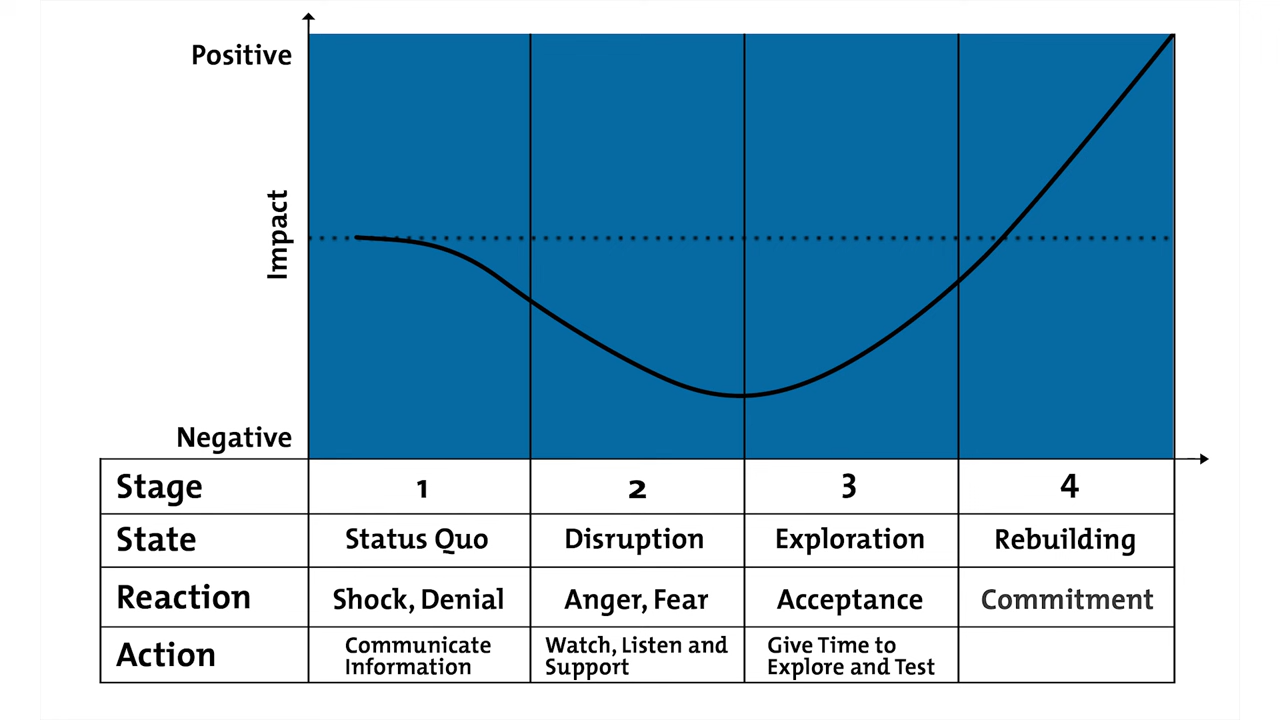 Positive
Impact
Negative
Stage 1 2 3 4
State Status Quo Disruption Exploration Rebuilding
Reaction Shock, Denial Anger, Fear Acceptance Commitment
Action
Communicate
Information
Watch, Listen and
Support
Give Time to
Explore and Test